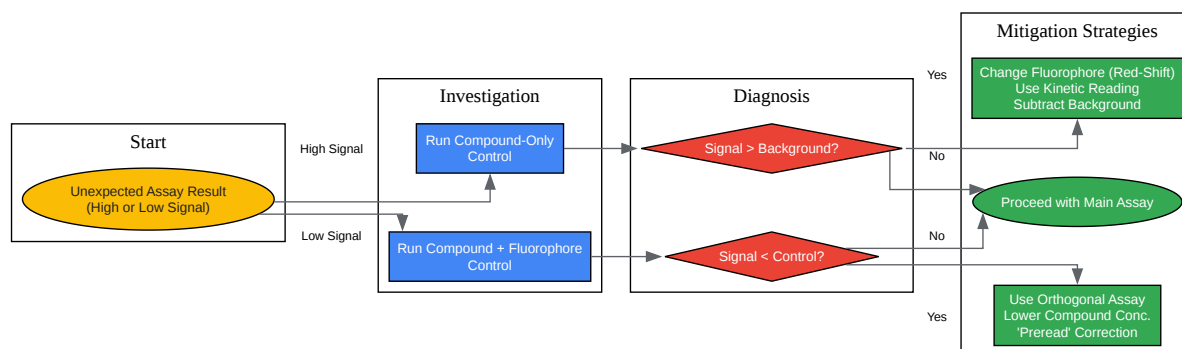 Start
Unexpected Assay Result
(High or Low Signal)
High Signal
Low Signal
Investigation
Run Compound-Only
Control
Run Compound + Fluorophore
Control
Diagnosis
Signal > Background?
Signal < Control?
Yes
No
No
Yes
Mitigation Strategies
Change Fluorophore (Red-Shift)
Use Kinetic Reading
Subtract Background
Proceed with Main Assay
Use Orthogonal Assay
Lower Compound Conc.
'Preread' Correction